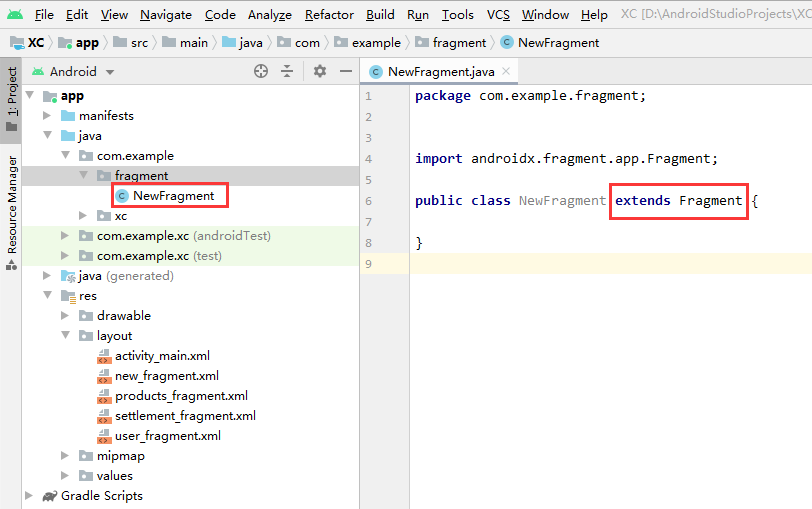 File Edit View Navigate Code Analyze Refactor Build Run Tools VCS Window Help XC [D:\AndroidStudioProjects\XC
XC app src main java com example fragment NewFragment
1: Project
Resource Manager
Android
app
manifests
java
com.example
fragment
NewFragment
xc
com.example.xc (androidTest)
com.example.xc (test)
java (generated)
res
drawable
layout
activity_main.xml
new_fragment.xml
products_fragment.xml
settlement_fragment.xml
user_fragment.xml
mipmap
values
Gradle Scripts
NewFragment.java
1 package com.example.fragment;
2
3
4 import androidx.fragment.app.Fragment;
5
6 public class NewFragment extends Fragment {
7
8 }
9